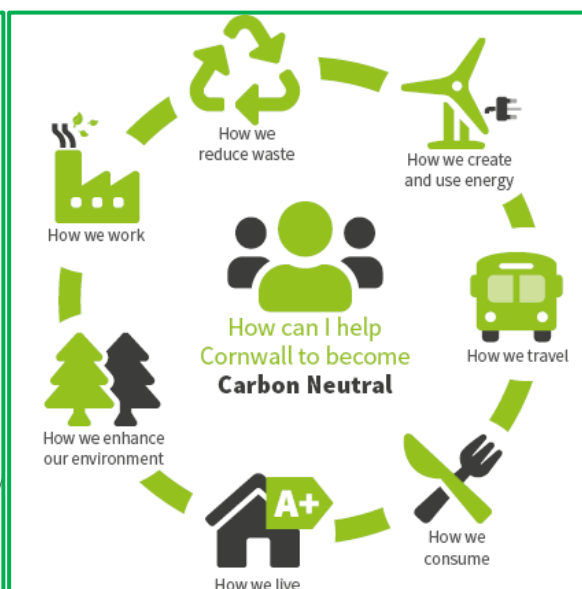 How we
reduce waste
How we create
and use energy
How we work
How we travel
How can I help
Cornwall to become
Carbon Neutral
How we enhance
our environment
A+
How we
consume
How we live